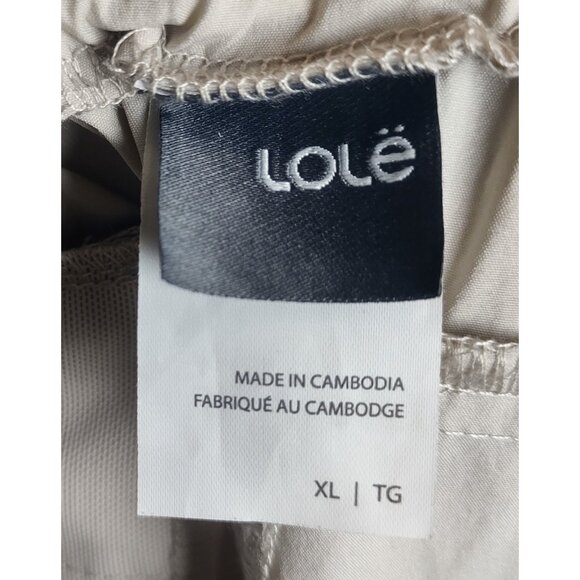 LOLË
MADE IN CAMBODIA
FABRIQUÉ AU CAMBODGE
XL | TG